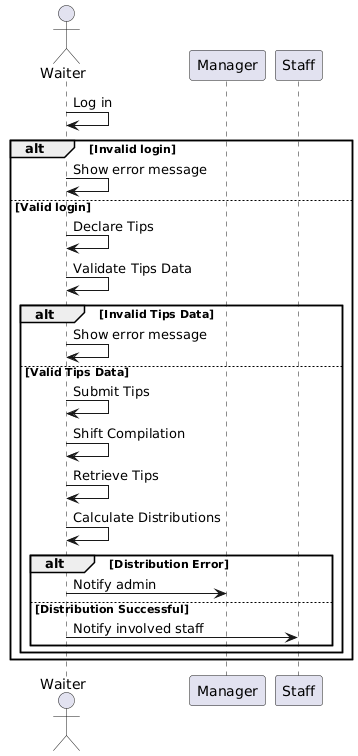 Waiter
Manager
Staff
Log in
alt [Invalid login]
Show error message
[Valid login]
Declare Tips
Validate Tips Data
alt [Invalid Tips Data]
Show error message
[Valid Tips Data]
Submit Tips
Shift Compilation
Retrieve Tips
Calculate Distributions
alt [Distribution Error]
Notify admin
[Distribution Successful]
Notify involved staff
Waiter
Manager
Staff